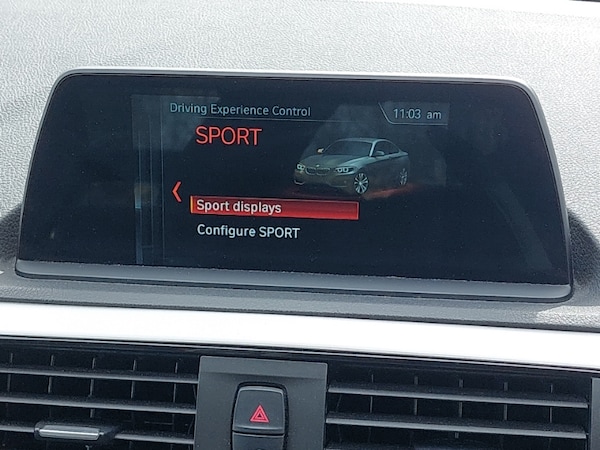 Driving Experience Control
11:03 am
SPORT
Sport displays
Configure SPORT